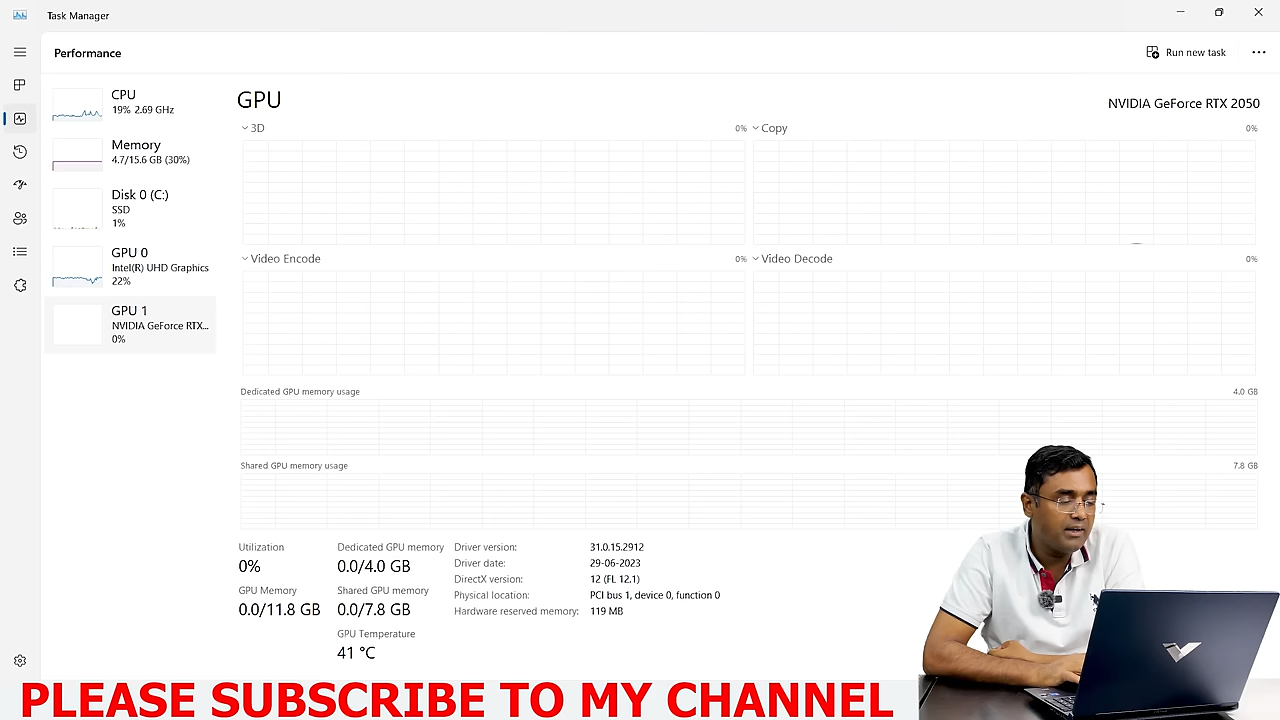 Task Manager
Performance
Run new task
CPU
19% 2.69 GHz
Memory
4.7/15.6 GB (30%)
Disk 0 (C:)
SSD
1%
GPU 0
Intel(R) UHD Graphics
22%
GPU 1
NVIDIA GeForce RTX...
0%
GPU
NVIDIA GeForce RTX 2050
3D 0%
Copy 0%
Video Encode 0%
Video Decode 0%
Dedicated GPU memory usage 4.0 GB
Shared GPU memory usage 7.8 GB
Utilization
0%
Dedicated GPU memory
0.0/4.0 GB
GPU Memory
0.0/11.8 GB
Shared GPU memory
0.0/7.8 GB
GPU Temperature
41 °C
Driver version: 31.0.15.2912
Driver date: 29-06-2023
DirectX version: 12 (FL 12.1)
Physical location: PCI bus 1, device 0, function 0
Hardware reserved memory: 119 MB
PLEASE SUBSCRIBE TO MY CHANNEL